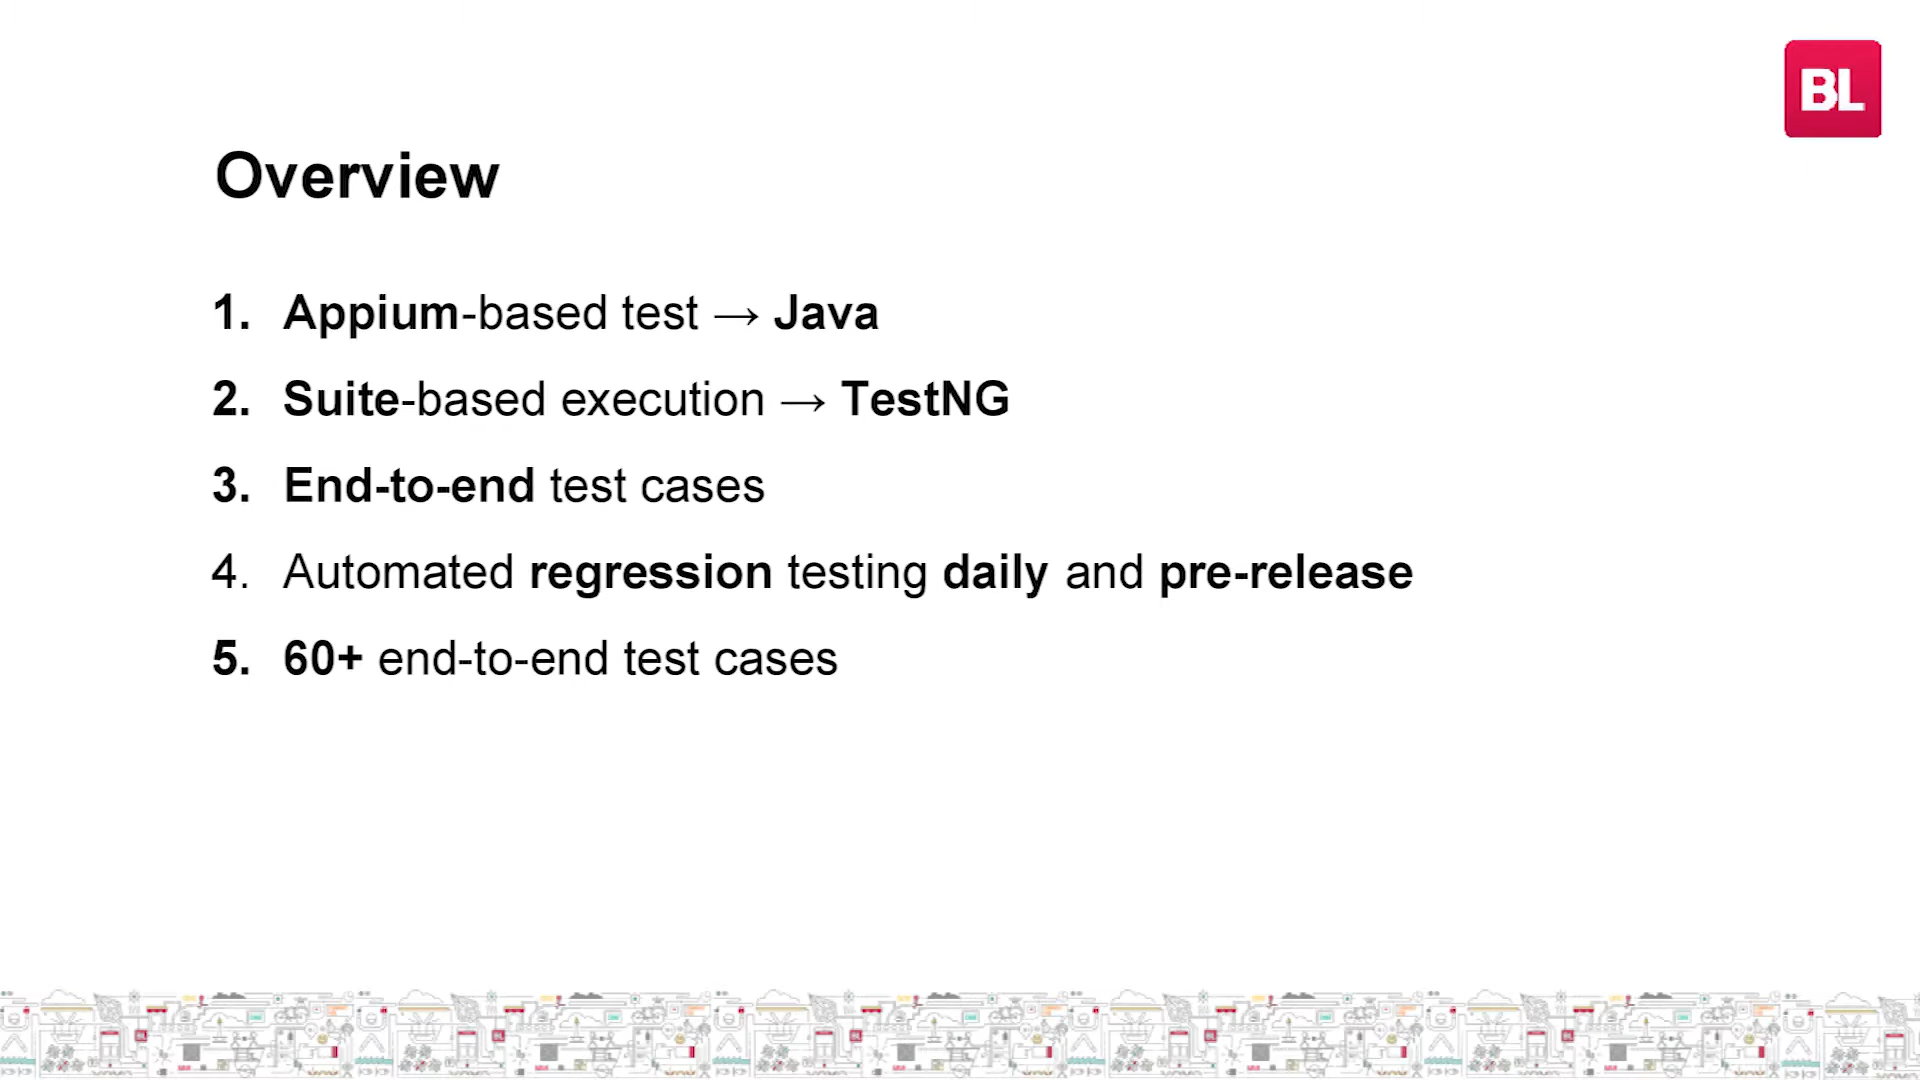 BL
Overview
1. Appium-based test → Java
2. Suite-based execution → TestNG
3. End-to-end test cases
4. Automated regression testing daily and pre-release
5. 60+ end-to-end test cases